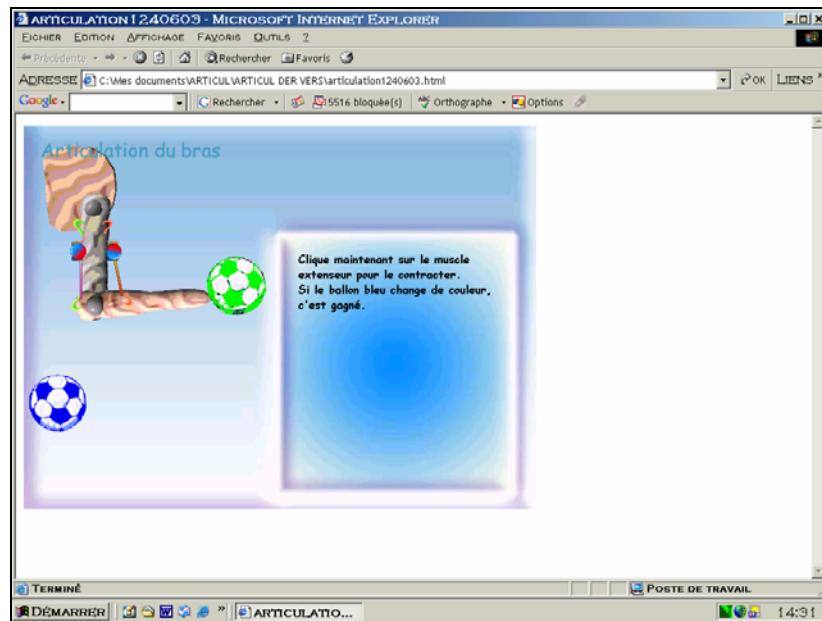 ARTICULATION1240603 - MICROSOFT INTERNET EXPLORER
FICHIER EDITION AFFICHAGE FAVORIS OUTILS ?
Précédente Rechercher Favoris
ADRESSE C:\Mes documents\ARTICUL\ARTICUL DER VERS\articulation1240603.html OK LIENS »
Google Rechercher 5516 bloquée(s) ABC Orthographe Options
Articulation du bras
Clique maintenant sur le muscle
extenseur pour le contracter.
Si le ballon bleu change de couleur,
c'est gagné.
TERMINÉ POSTE DE TRAVAIL
DÉMARRER » ARTICULATIO... 14:31